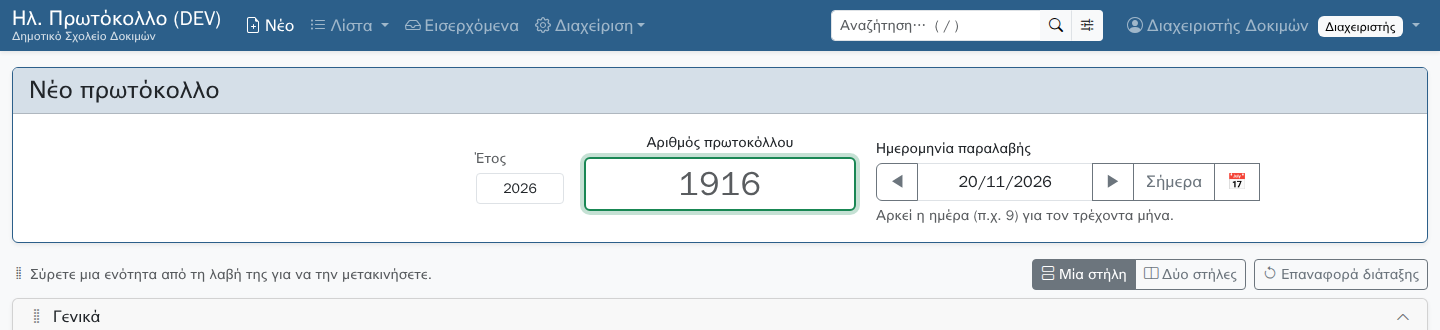 Ηλ. Πρωτόκολλο (DEV)
Δημοτικό Σχολείο Δοκιμών
Νέο
Λίστα
Εισερχόμενα
Διαχείριση
Αναζήτηση… ( / )
Διαχειριστής Δοκιμών
Διαχειριστής
Νέο πρωτόκολλο
Έτος
2026
Αριθμός πρωτοκόλλου
1916
Ημερομηνία παραλαβής
20/11/2026
Σήμερα
Αρκεί η ημέρα (π.χ. 9) για τον τρέχοντα μήνα.
Σύρετε μια ενότητα από τη λαβή της για να την μετακινήσετε.
Μία στήλη
Δύο στήλες
Επαναφορά διάταξης
Γενικά